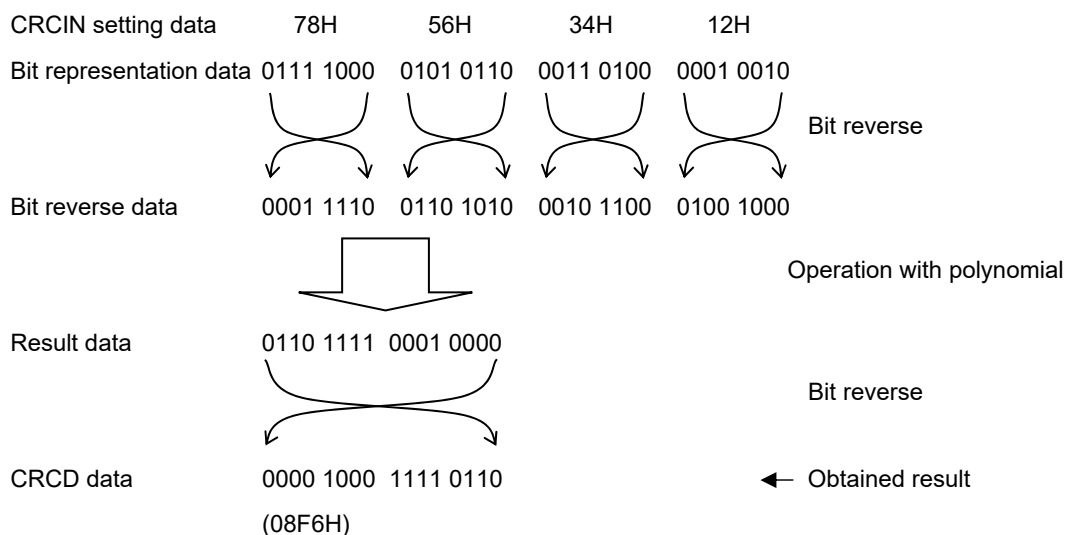 CRCIN setting data 78H 56H 34H 12H
Bit representation data 0111 1000 0101 0110 0011 0100 0001 0010
Bit reverse
Bit reverse data 0001 1110 0110 1010 0010 1100 0100 1000
Operation with polynomial
Result data 0110 1111 0001 0000
Bit reverse
CRCD data 0000 1000 1111 0110 Obtained result
(08F6H)